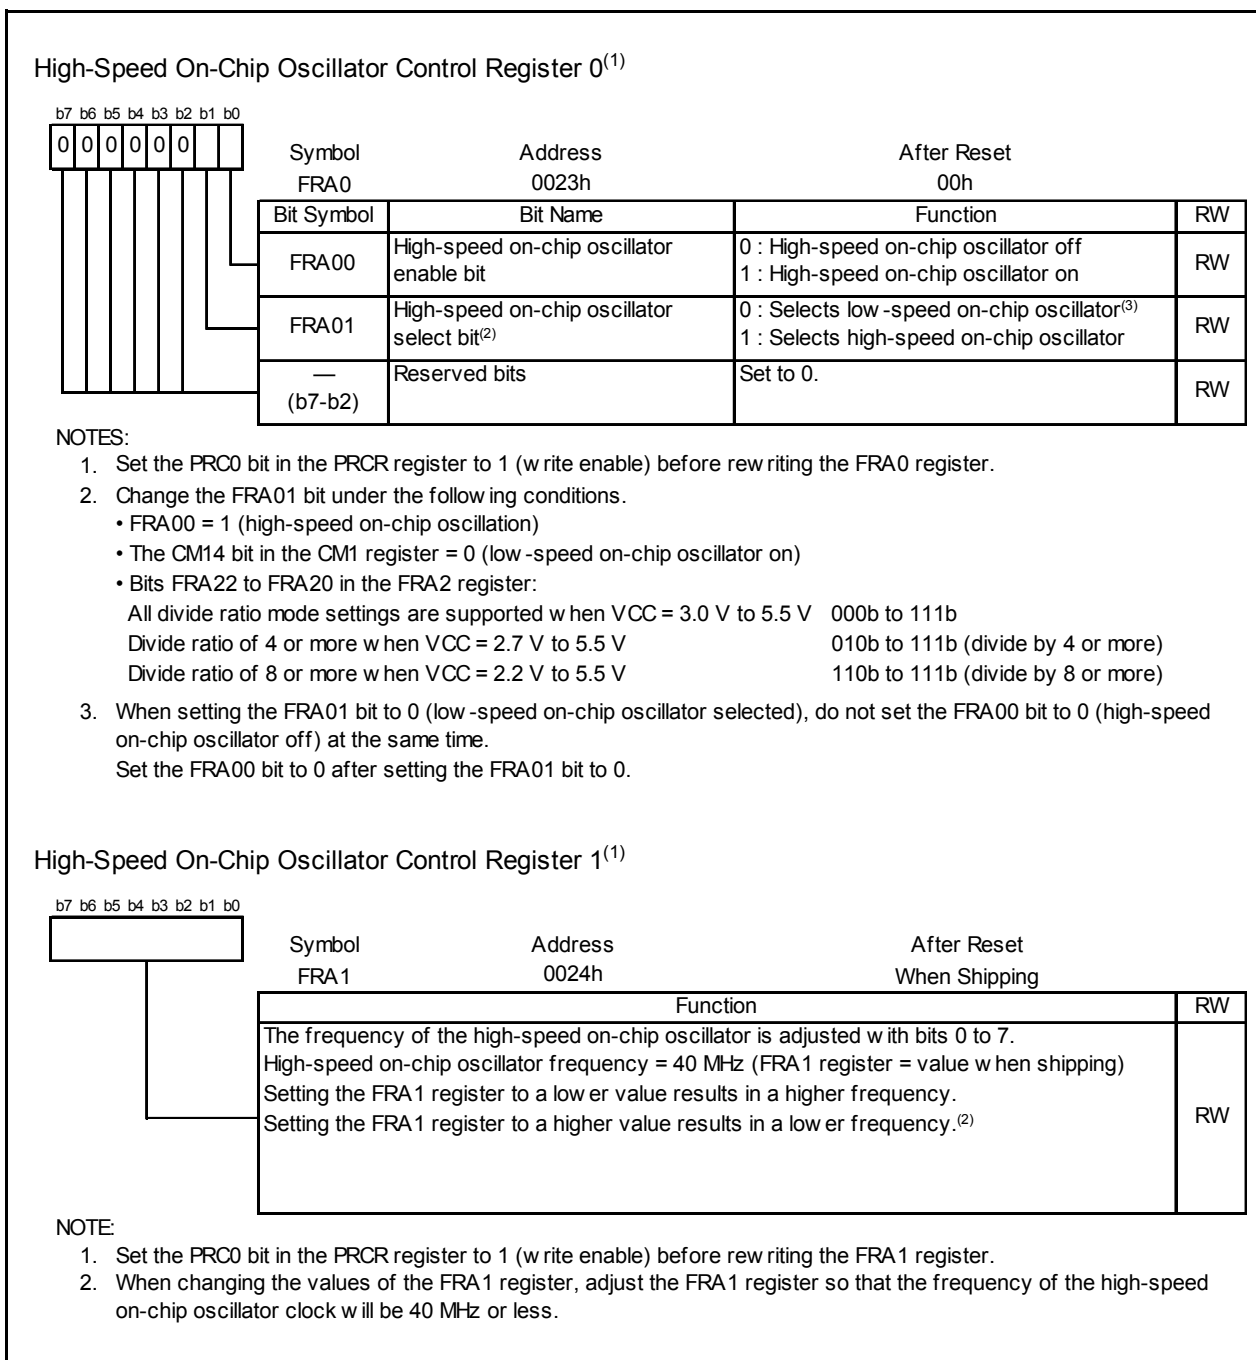 High-Speed On-Chip Oscillator Control Register 0(1)
b7 b6 b5 b4 b3 b2 b1 b0
0 0 0 0 0 0
Symbol Address After Reset
FRA0 0023h 00h
Bit Symbol Bit Name Function RW
FRA00 High-speed on-chip oscillator enable bit 0 : High-speed on-chip oscillator off 1 : High-speed on-chip oscillator on RW
FRA01 High-speed on-chip oscillator select bit(2) 0 : Selects low-speed on-chip oscillator(3) 1 : Selects high-speed on-chip oscillator RW
— (b7-b2) Reserved bits Set to 0. RW
NOTES:
1. Set the PRC0 bit in the PRCR register to 1 (write enable) before rewriting the FRA0 register.
2. Change the FRA01 bit under the following conditions.
• FRA00 = 1 (high-speed on-chip oscillation)
• The CM14 bit in the CM1 register = 0 (low-speed on-chip oscillator on)
• Bits FRA22 to FRA20 in the FRA2 register:
All divide ratio mode settings are supported when VCC = 3.0 V to 5.5 V 000b to 111b
Divide ratio of 4 or more when VCC = 2.7 V to 5.5 V 010b to 111b (divide by 4 or more)
Divide ratio of 8 or more when VCC = 2.2 V to 5.5 V 110b to 111b (divide by 8 or more)
3. When setting the FRA01 bit to 0 (low-speed on-chip oscillator selected), do not set the FRA00 bit to 0 (high-speed
on-chip oscillator off) at the same time.
Set the FRA00 bit to 0 after setting the FRA01 bit to 0.
High-Speed On-Chip Oscillator Control Register 1(1)
b7 b6 b5 b4 b3 b2 b1 b0
Symbol Address After Reset
FRA1 0024h When Shipping
Function RW
The frequency of the high-speed on-chip oscillator is adjusted with bits 0 to 7.
High-speed on-chip oscillator frequency = 40 MHz (FRA1 register = value when shipping)
Setting the FRA1 register to a lower value results in a higher frequency.
Setting the FRA1 register to a higher value results in a lower frequency.(2)
RW
NOTE:
1. Set the PRC0 bit in the PRCR register to 1 (write enable) before rewriting the FRA1 register.
2. When changing the values of the FRA1 register, adjust the FRA1 register so that the frequency of the high-speed
on-chip oscillator clock will be 40 MHz or less.